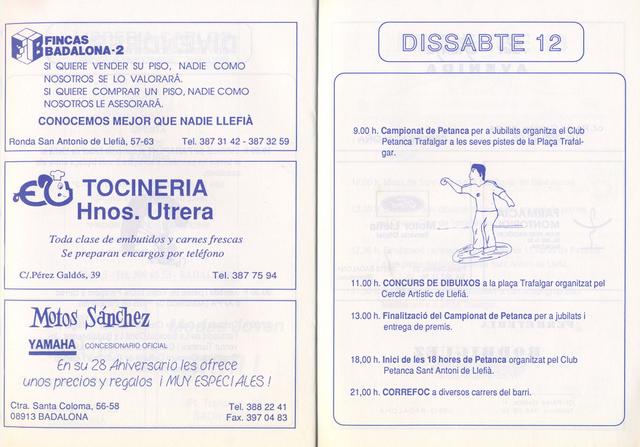 FINCAS
BADALONA-2
SI QUIERE VENDER SU PISO, NADIE COMO
NOSOTROS SE LO VALORARÁ.
SI QUIERE COMPRAR UN PISO, NADIE COMO
NOSOTROS LE ASESORARÁ.
CONOCEMOS MEJOR QUE NADIE LLEFIÀ
Ronda San Antonio de Llefià, 57-63 Tel. 387 31 42 - 387 32 59
TOCINERIA
Hnos. Utrera
Toda clase de embutidos y carnes frescas
Se preparan encargos por teléfono
C/.Pérez Galdós, 39 Tel. 387 75 94
Motos Sánchez
YAMAHA CONCESIONARIO OFICIAL
En su 28 Aniversario les ofrece
unos precios y regalos ¡ MUY ESPECIALES !
Ctra. Santa Coloma, 56-58 Tel. 388 22 41
08913 BADALONA Fax. 397 04 83
DISSABTE 12
9.00 h. Campionat de Petanca per a Jubilats organitza el Club
Petanca Trafalgar a les seves pistes de la Plaça Trafal-
gar.
11.00 h. CONCURS DE DIBUIXOS a la plaça Trafalgar organitzat pel
Cercle Artístic de Llefià.
13.00 h. Finalització del Campionat de Petanca per a jubilats i
entrega de premis.
18,00 h. Inici de les 18 hores de Petanca organitzat pel Club
Petanca Sant Antoni de Llefià.
21,00 h. CORREFOC a diversos carrers del barri.